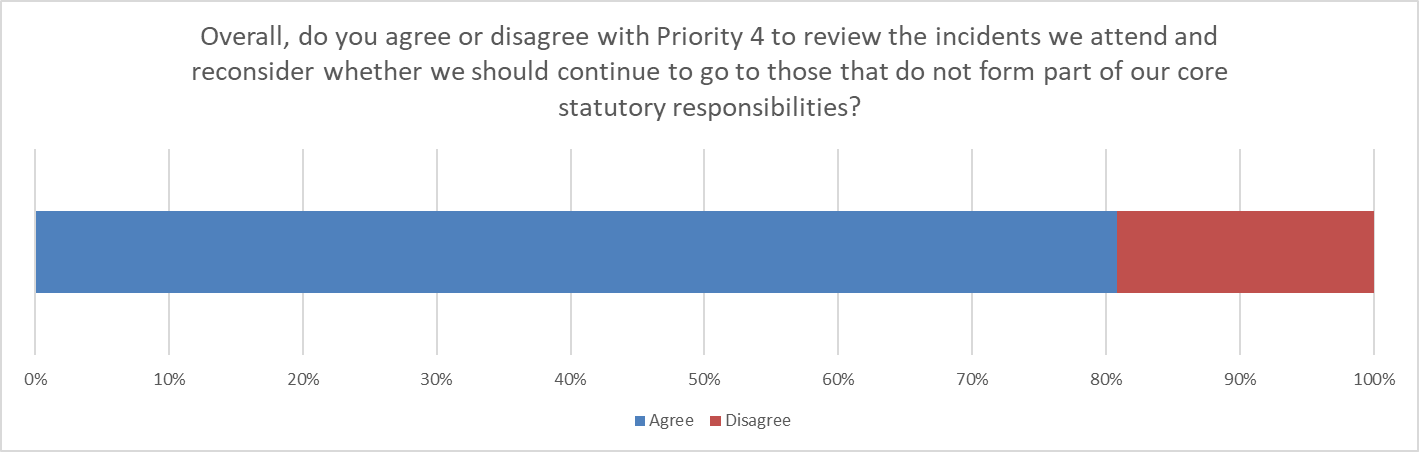 Overall, do you agree or disagree with Priority 4 to review the incidents we attend and
reconsider whether we should continue to go to those that do not form part of our core
statutory responsibilities?
0% 10% 20% 30% 40% 50% 60% 70% 80% 90% 100%
Agree Disagree